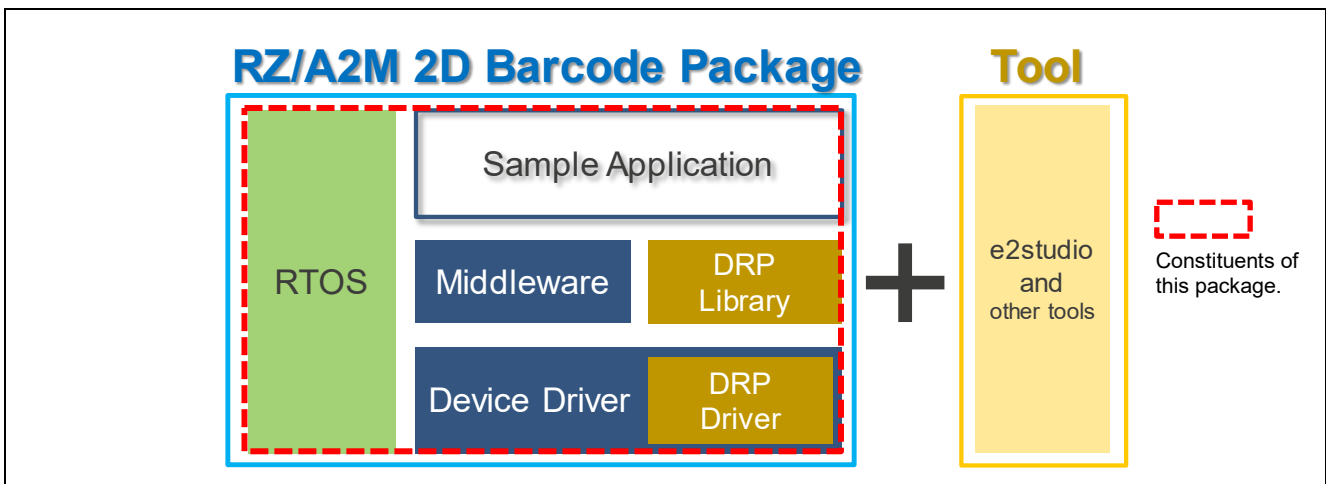 RZ/A2M 2D Barcode Package
Tool
RTOS
Sample Application
Middleware
DRP
Library
Device Driver
DRP
Driver
+
e2studio
and
other tools
Constituents of
this package.